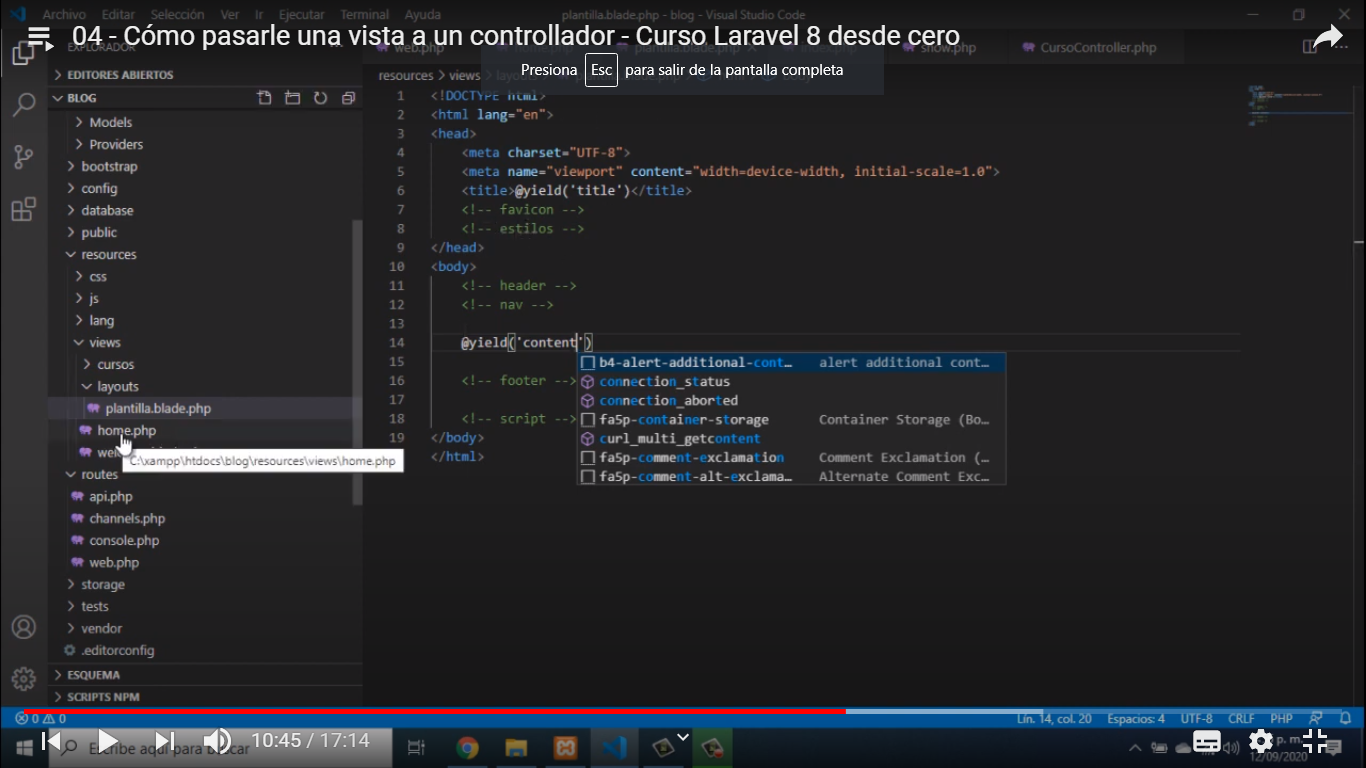 Archivo Editar Selección Ver Ir Ejecutar Terminal Ayuda plantilla.blade.php - blog - Visual Studio Code
04 - Cómo pasarle una vista a un controllador - Curso Laravel 8 desde cero
EXPLORADOR web.php plantilla.blade.php show.php CursoController.php
Presiona Esc para salir de la pantalla completa
EDITORES ABIERTOS
resources > views >
BLOG
Models
Providers
bootstrap
config
database
public
resources
css
js
lang
views
cursos
layouts
plantilla.blade.php
home.php
C:\xampp\htdocs\blog\resources\views\home.php
routes
api.php
channels.php
console.php
web.php
storage
tests
vendor
.editorconfig
ESQUEMA
SCRIPTS NPM
1 <!DOCTYPE html>
2 <html lang="en">
3 <head>
4 <meta charset="UTF-8">
5 <meta name="viewport" content="width=device-width, initial-scale=1.0">
6 <title>@yield('title')</title>
7 <!-- favicon -->
8 <!-- estilos -->
9 </head>
10 <body>
11 <!-- header -->
12 <!-- nav -->
13
14 @yield('content')
15
16 <!-- footer -->
17
18 <!-- script -->
19 </body>
</html>
b4-alert-additional-cont… alert additional cont…
connection_status
connection_aborted
fa5p-container-storage Container Storage (Bo…
curl_multi_getcontent
fa5p-comment-exclamation Comment Exclamation (…
fa5p-comment-alt-exclama… Alternate Comment Exc…
0 0 Lín. 14, col. 20 Espacios: 4 UTF-8 CRLF PHP
Escribe aquí para buscar
10:45 / 17:14
p. m.
12/09/2020